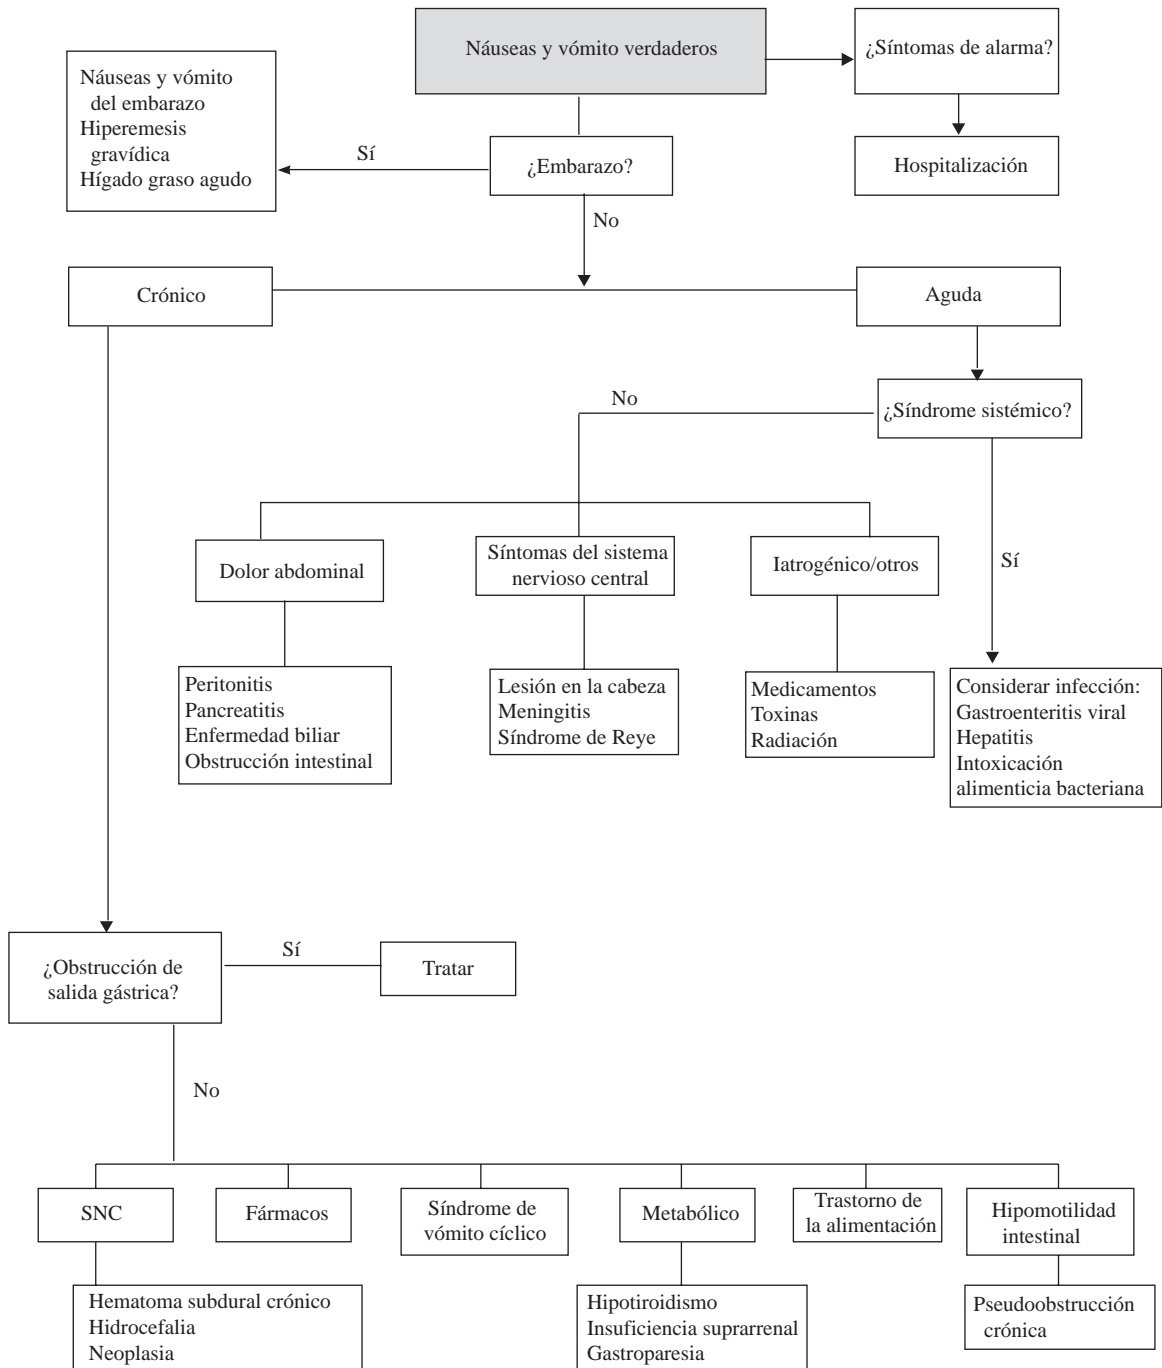 Náuseas y vómito verdaderos
¿Síntomas de alarma?
Náuseas y vómito
del embarazo
Hiperemesis
gravídica
Hígado graso agudo
Sí
¿Embarazo?
Hospitalización
No
Crónico
Aguda
No
¿Síndrome sistémico?
Dolor abdominal
Síntomas del sistema
nervioso central
Iatrogénico/otros
Sí
Peritonitis
Pancreatitis
Enfermedad biliar
Obstrucción intestinal
Lesión en la cabeza
Meningitis
Síndrome de Reye
Medicamentos
Toxinas
Radiación
Considerar infección:
Gastroenteritis viral
Hepatitis
Intoxicación
alimenticia bacteriana
¿Obstrucción de
salida gástrica?
Sí
Tratar
No
SNC
Fármacos
Síndrome de
vómito cíclico
Metabólico
Trastorno de
la alimentación
Hipomotilidad
intestinal
Hematoma subdural crónico
Hidrocefalia
Neoplasia
Hipotiroidismo
Insuficiencia suprarrenal
Gastroparesia
Pseudoobstrucción
crónica